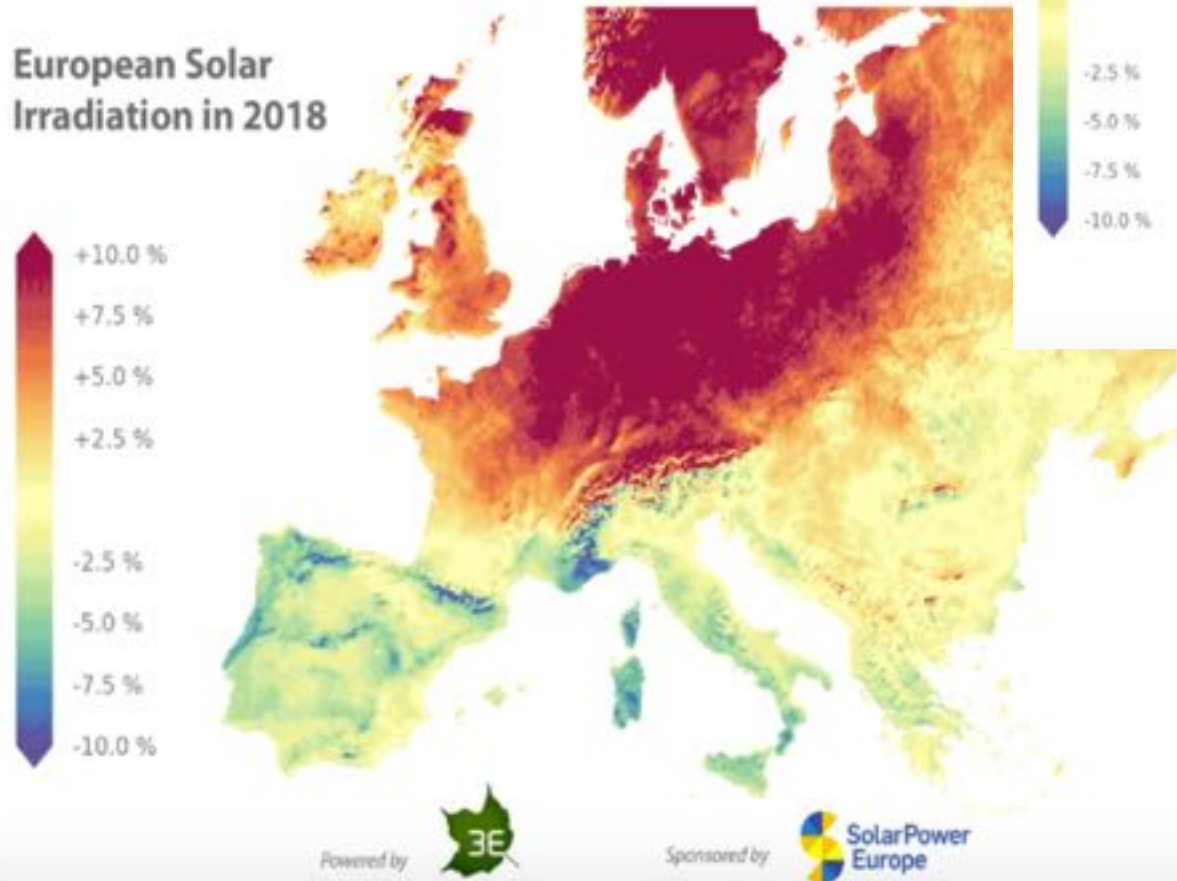 European Solar
Irradiation in 2018
-2.5 %
-5.0 %
-7.5 %
-10.0 %
+10.0 %
+7.5 %
+5.0 %
+2.5 %
-2.5 %
-5.0 %
-7.5 %
-10.0 %
Powered by
3E
Sponsored by
SolarPower
Europe